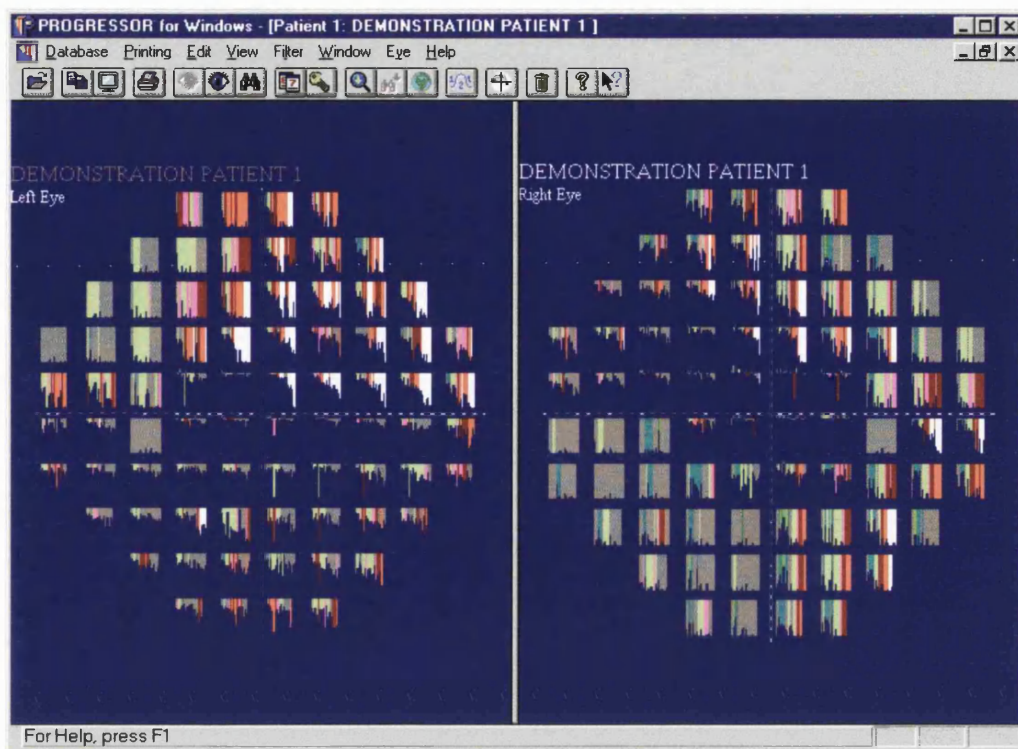 PROGRESSOR for Windows - [Patient 1: DEMONSTRATION PATIENT 1 ]
Database Printing Edit View Filter Window Eye Help
DEMONSTRATION PATIENT 1
Left Eye
DEMONSTRATION PATIENT 1
Right Eye
For Help, press F1